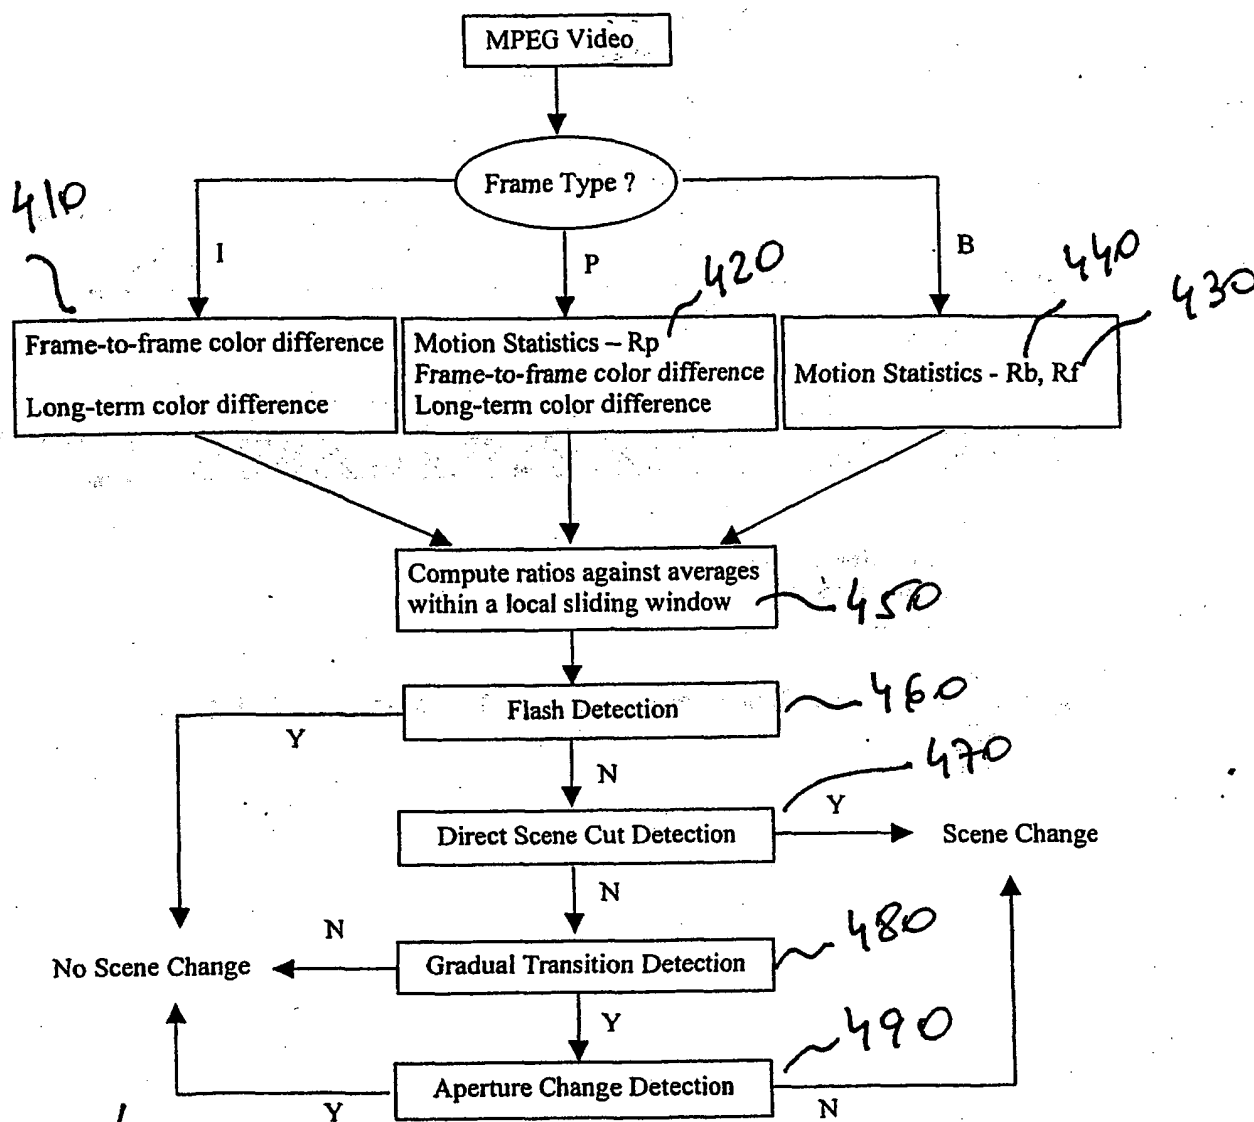 MPEG Video
Frame Type ?
410
I
P
B
420
440
430
Frame-to-frame color difference
Long-term color difference
Motion Statistics – Rp
Frame-to-frame color difference
Long-term color difference
Motion Statistics - Rb, Rf
Compute ratios against averages
within a local sliding window
450
Flash Detection
460
Y
N
470
Direct Scene Cut Detection
Y
Scene Change
N
480
N
Gradual Transition Detection
No Scene Change
Y
490
Aperture Change Detection
Y
N